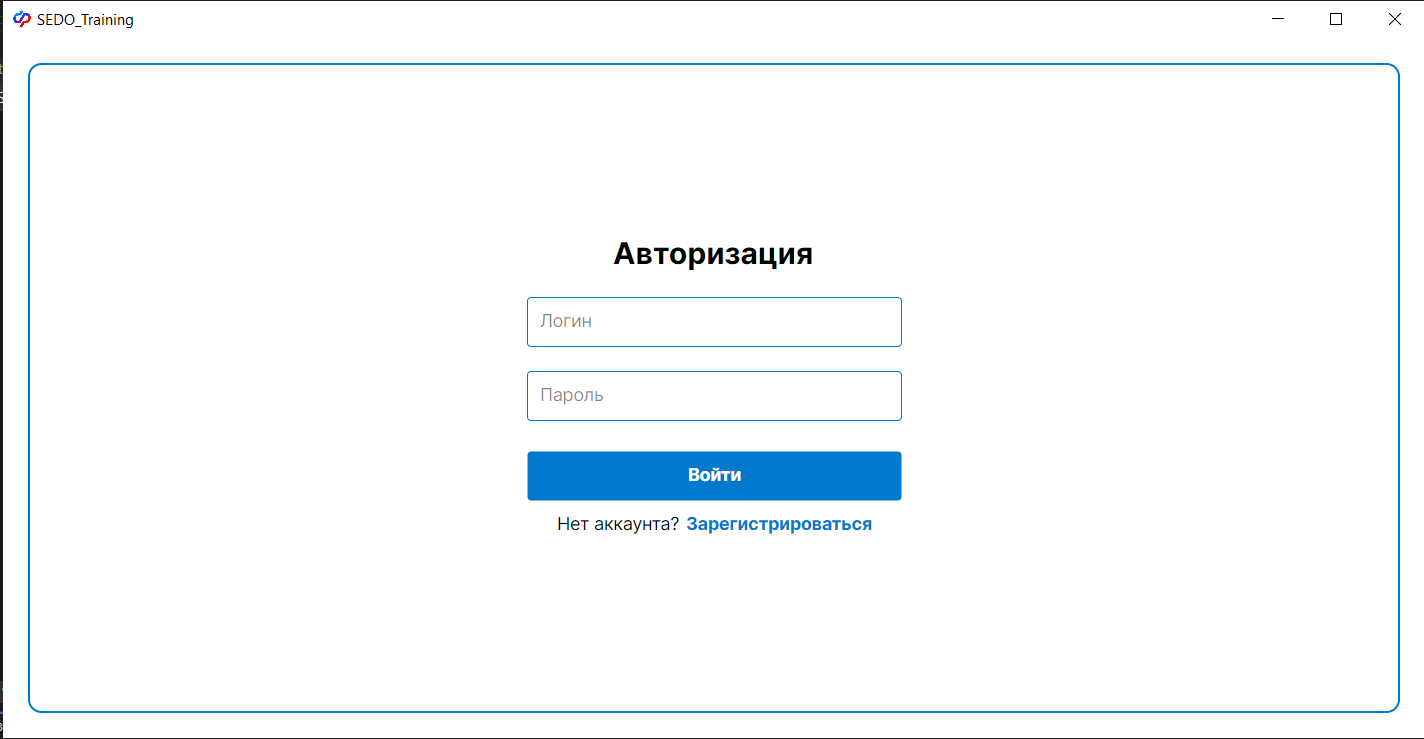 SEDO_Training
Авторизация
Логин
Пароль
Войти
Нет аккаунта? Зарегистрироваться